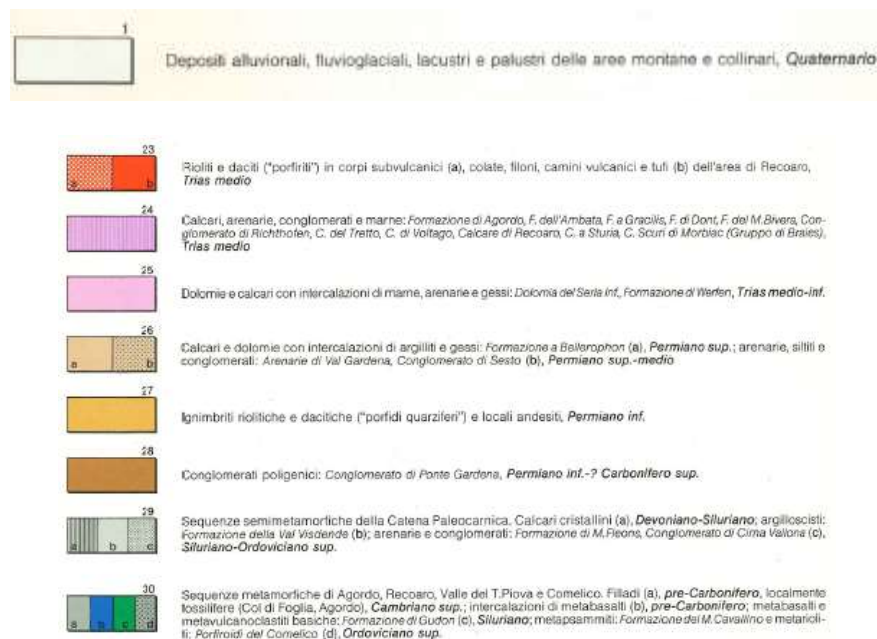 1
Depositi alluvionali, fluvioglaciali, lacustri e palustri delle aree montane e collinari, Quaternario
23
a b
Rioliti e daciti ("porfiriti") in corpi subvulcanici (a), colate, filoni, camini vulcanici e tufi (b) dell'area di Recoaro,
Trias medio
24
Calcari, arenarie, conglomerati e marne: Formazione di Agordo, F. dell'Ambata, F. a Gracilis, F. di Dont, F. del M.Bivera, Con-
glomerato di Richthofen, C. del Tretto, C. di Voltago, Calcare di Recoaro, C. a Sturia, C. Scuri di Morbiac (Gruppo di Braies),
Trias medio
25
Dolomie e calcari con intercalazioni di marne, arenarie e gessi: Dolomia del Serla Inf., Formazione di Werfen, Trias medio-inf.
26
a b
Calcari e dolomie con intercalazioni di argilliti e gessi: Formazione a Bellerophon (a), Permiano sup.; arenarie, siltiti e
conglomerati: Arenarie di Val Gardena, Conglomerato di Sesto (b), Permiano sup.-medio
27
Ignimbriti riolitiche e dacitiche ("porfidi quarziferi") e locali andesiti, Permiano inf.
28
Conglomerati poligenici: Conglomerato di Ponte Gardena, Permiano inf.-? Carbonifero sup.
29
a b c
Sequenze semimetamorfiche della Catena Paleocarnica. Calcari cristallini (a), Devoniano-Siluriano; argilloscisti:
Formazione della Val Visdende (b); arenarie e conglomerati: Formazione di M.Fleons, Conglomerato di Cima Vallona (c),
Siluriano-Ordoviciano sup.
30
a b c d
Sequenze metamorfiche di Agordo, Recoaro, Valle del T.Piova e Comelico. Filladi (a), pre-Carbonifero, localmente
fossilifere (Col di Foglia, Agordo), Cambriano sup.; intercalazioni di metabasalti (b), pre-Carbonifero; metabasalti e
metavulcanoclastiti basiche: Formazione di Gudon (c), Siluriano; metapsammiti: Formazione del M.Cavallino e metarioli-
ti: Porfiroidi del Comelico (d), Ordoviciano sup.